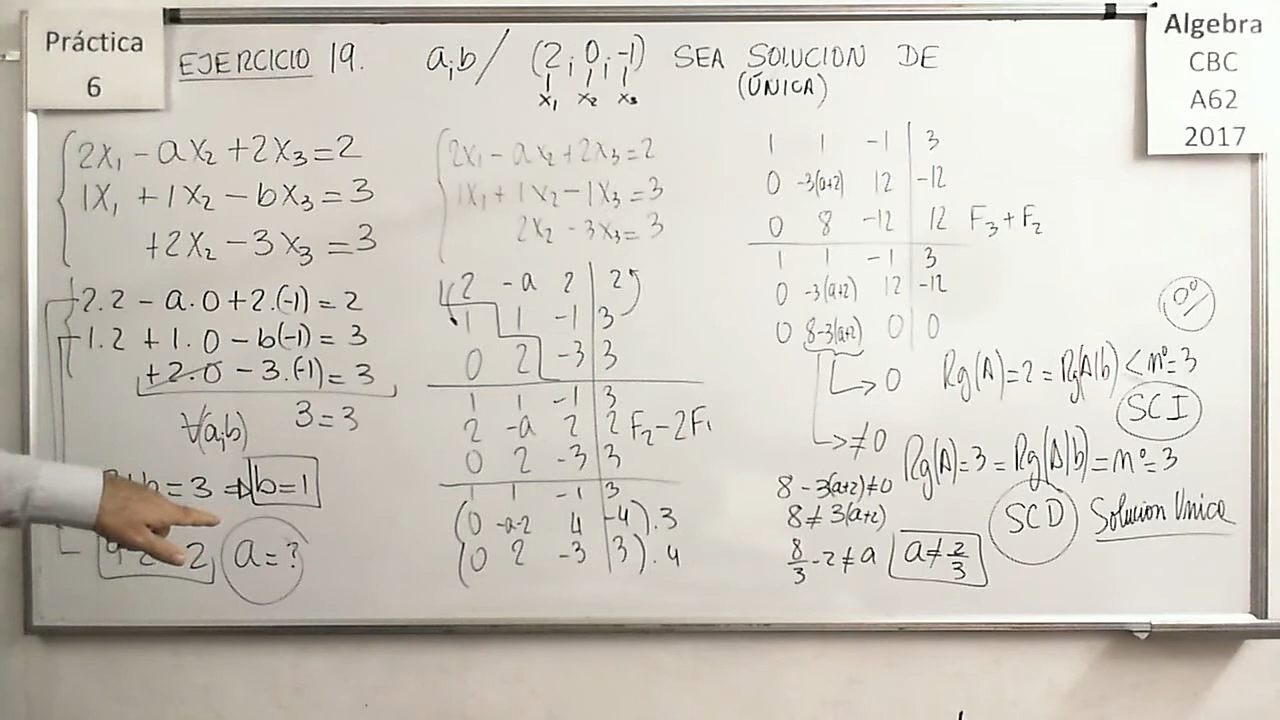 Práctica
6
EJERCICIO 19. a,b/ (2, 0, -1) SEA SOLUCION DE
x₁ x₂ x₃ (ÚNICA)
Algebra
CBC
A62
2017
2x₁ - ax₂ + 2x₃ = 2
1x₁ + 1x₂ - bx₃ = 3
+2x₂ - 3x₃ = 3
2.2 - a.0 + 2.(-1) = 2
1.2 + 1.0 - b(-1) = 3
+2.0 - 3.(-1) = 3
∀(a,b) 3 = 3
b = 3 ⇒ b=1
2 a = ?
2x₁ - ax₂ + 2x₃ = 2
1x₁ + 1x₂ - 1x₃ = 3
2x₂ - 3x₃ = 3
2 -a 2 | 2
1 1 -1 | 3
0 2 -3 | 3
1 1 -1 | 3
2 -a 2 | 2 F₂-2F₁
0 2 -3 | 3
1 1 -1 | 3
(0 -a-2 4 | -4).3
(0 2 -3 | 3).4
1 1 -1 | 3
0 -3(a+2) 12 | -12
0 8 -12 | 12 F₃+F₂
1 1 -1 | 3
0 -3(a+2) 12 | -12
0 8-3(a+2) 0 | 0
→ 0 Rg(A)=2=Rg(A|b) < nº=3
SCI
→ ≠0 Rg(A)=3=Rg(A|b)=nº=3
SCD Solucion Unica
8-3(a+2)≠0
8≠3(a+2)
8/3-2≠a a≠2/3